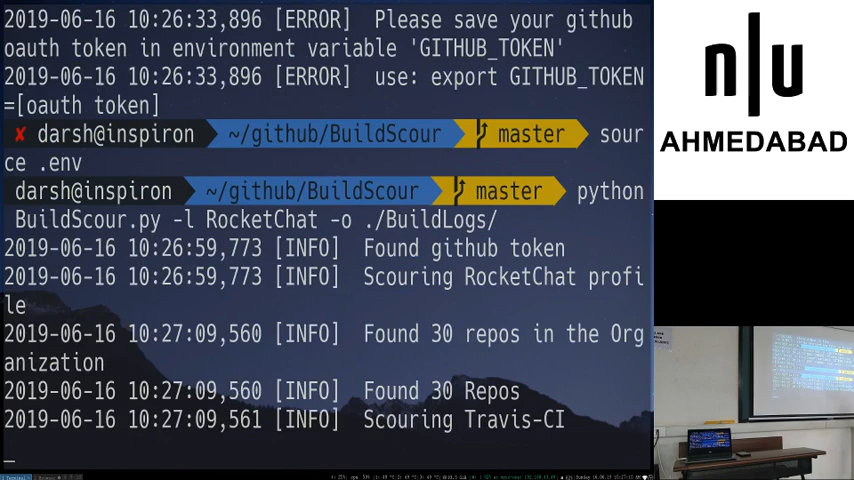 2019-06-16 10:26:33,896 [ERROR]  Please save your github
oauth token in environment variable 'GITHUB_TOKEN'
2019-06-16 10:26:33,896 [ERROR]  use: export GITHUB_TOKEN
=[oauth token]
✘ darsh@inspiron ~/github/BuildScour master sour
ce .env
darsh@inspiron ~/github/BuildScour master python
BuildScour.py -l RocketChat -o ./BuildLogs/
2019-06-16 10:26:59,773 [INFO]  Found github token
2019-06-16 10:26:59,773 [INFO]  Scouring RocketChat profi
le
2019-06-16 10:27:09,560 [INFO]  Found 30 repos in the Org
anization
2019-06-16 10:27:09,560 [INFO]  Found 30 Repos
2019-06-16 10:27:09,561 [INFO]  Scouring Travis-CI
_
n|u
AHMEDABAD